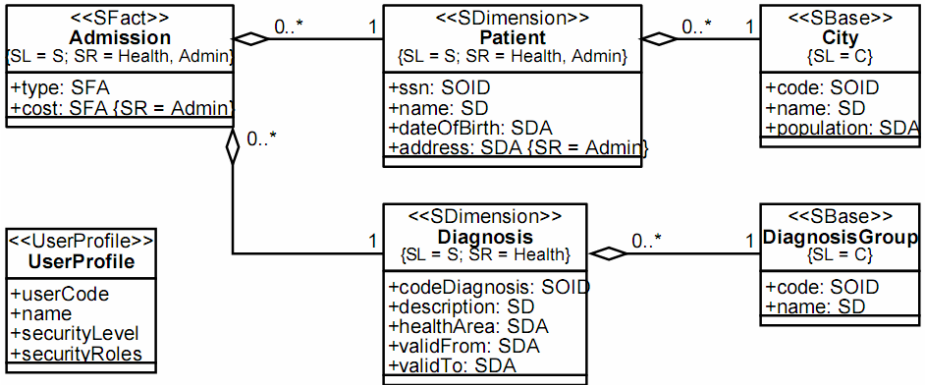 <<SFact>>
Admission
{SL = S; SR = Health, Admin}
+type: SFA
+cost: SFA {SR = Admin}
0..*
1
<<SDimension>>
Patient
{SL = S; SR = Health, Admin}
+ssn: SOID
+name: SD
+dateOfBirth: SDA
+address: SDA {SR = Admin}
0..*
1
<<SBase>>
City
{SL = C}
+code: SOID
+name: SD
+population: SDA
0..*
1
<<UserProfile>>
UserProfile
+userCode
+name
+securityLevel
+securityRoles
<<SDimension>>
Diagnosis
{SL = S; SR = Health}
+codeDiagnosis: SOID
+description: SD
+healthArea: SDA
+validFrom: SDA
+validTo: SDA
0..*
1
<<SBase>>
DiagnosisGroup
{SL = C}
+code: SOID
+name: SD